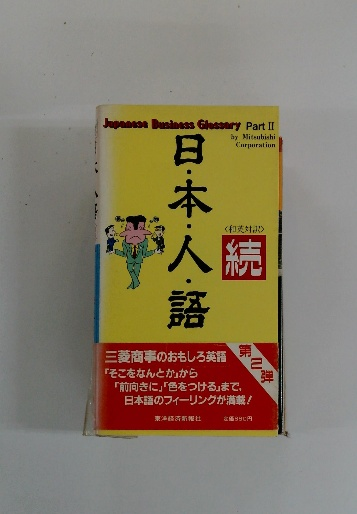 Japanese Business Glossary Part II
by Mitsubishi
Corporation
日・本・人・語
〈和英対訳〉
続
三菱商事のおもしろ英語
「そこをなんとか」から
「前向きに」「色をつける」まで、
日本語のフィーリングが満載!
第2弾
東洋経済新報社